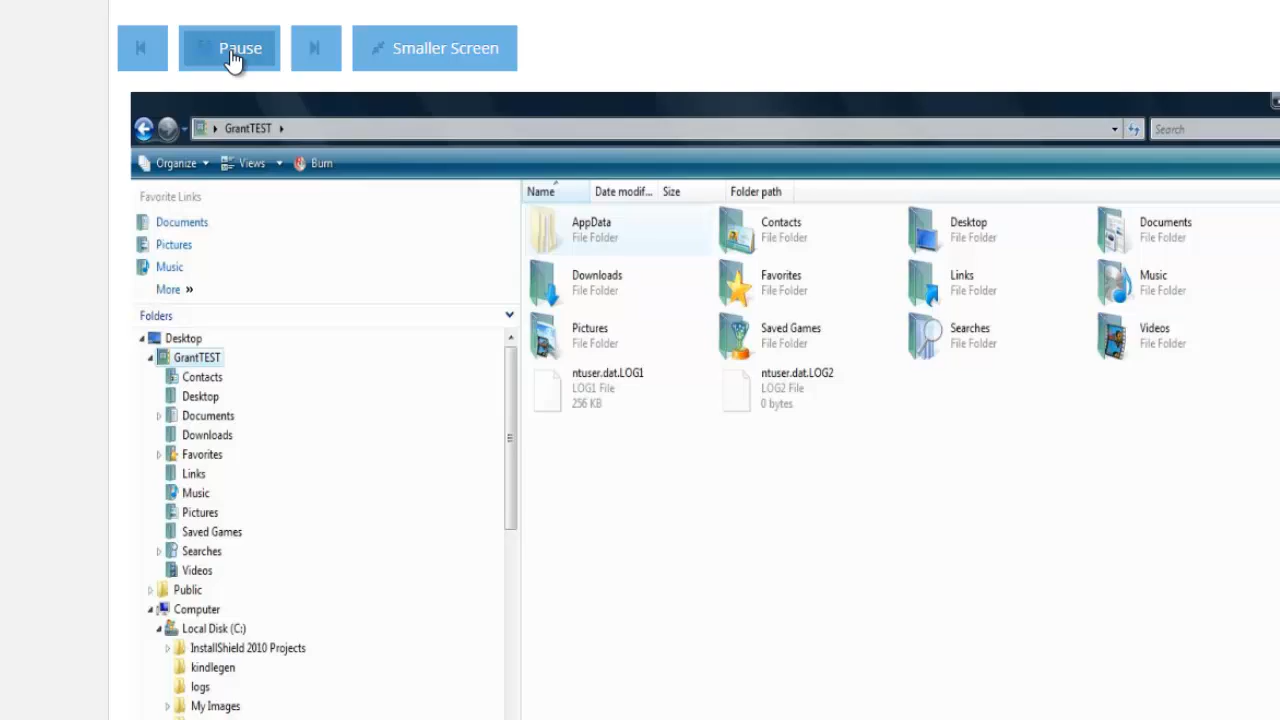 Pause
Smaller Screen
GrantTEST
Search
Organize
Views
Burn
Favorite Links
Documents
Pictures
Music
More »
Folders
Desktop
GrantTEST
Contacts
Desktop
Documents
Downloads
Favorites
Links
Music
Pictures
Saved Games
Searches
Videos
Public
Computer
Local Disk (C:)
InstallShield 2010 Projects
kindlegen
logs
My Images
Name
Date modif...
Size
Folder path
AppData
File Folder
Contacts
File Folder
Desktop
File Folder
Documents
File Folder
Downloads
File Folder
Favorites
File Folder
Links
File Folder
Music
File Folder
Pictures
File Folder
Saved Games
File Folder
Searches
File Folder
Videos
File Folder
ntuser.dat.LOG1
LOG1 File
256 KB
ntuser.dat.LOG2
LOG2 File
0 bytes